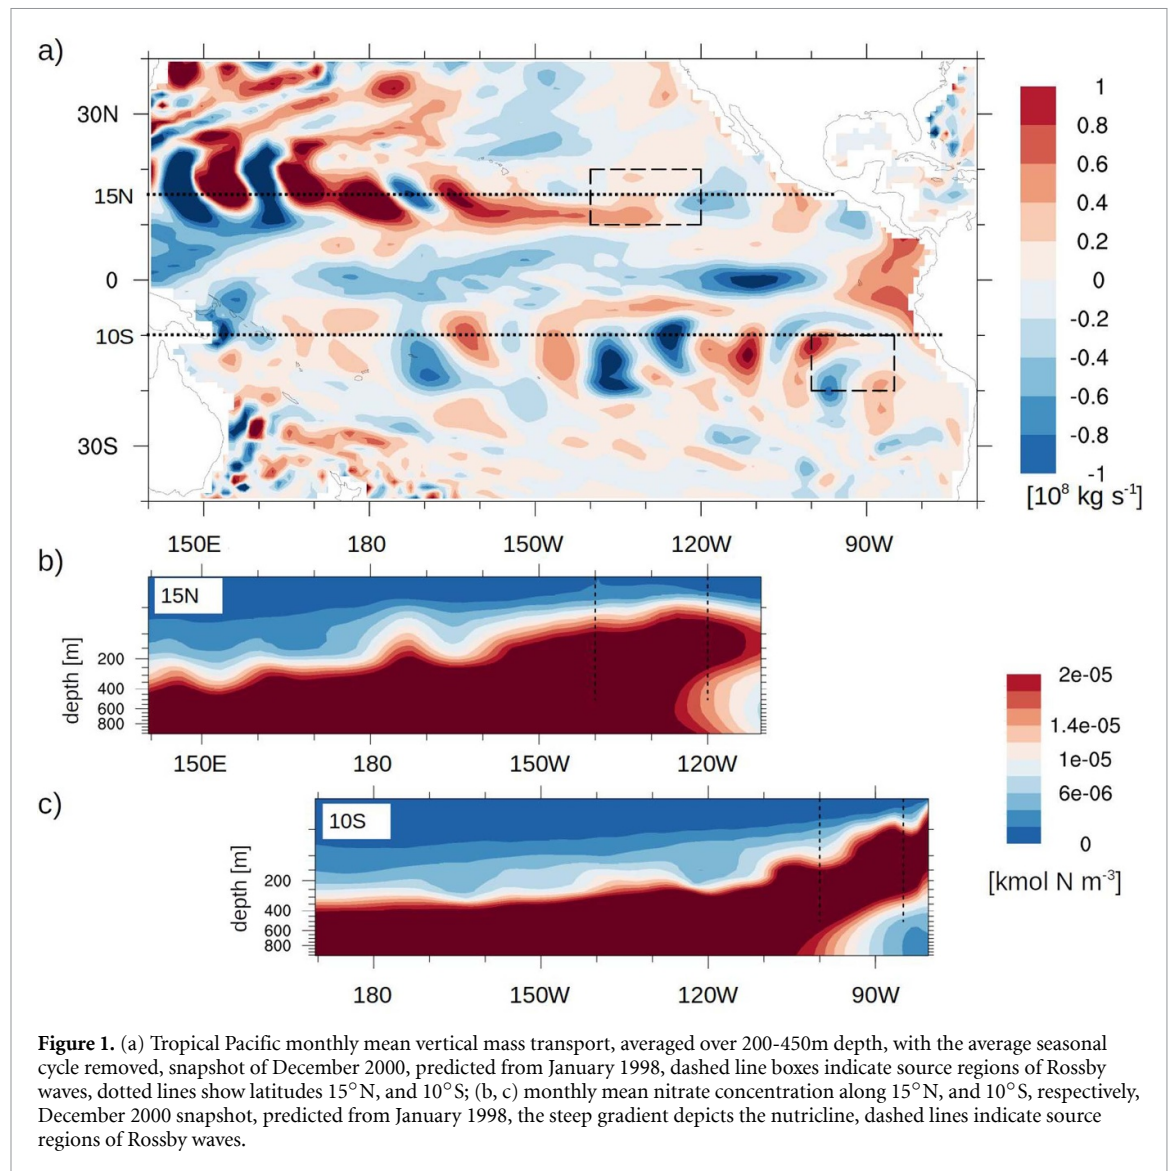 a)
30N
15N
0
10S
30S
150E
180
150W
120W
90W
1
0.8
0.6
0.4
0.2
0
-0.2
-0.4
-0.6
-0.8
-1
[10⁸ kg s⁻¹]
b)
15N
depth [m]
200
400
600
800
150E
180
150W
120W
c)
10S
depth [m]
200
400
600
800
180
150W
120W
90W
2e-05
1.4e-05
1e-05
6e-06
0
[kmol N m⁻³]
Figure 1. (a) Tropical Pacific monthly mean vertical mass transport, averaged over 200-450m depth, with the average seasonal
cycle removed, snapshot of December 2000, predicted from January 1998, dashed line boxes indicate source regions of Rossby
waves, dotted lines show latitudes 15°N, and 10°S; (b, c) monthly mean nitrate concentration along 15°N, and 10°S, respectively,
December 2000 snapshot, predicted from January 1998, the steep gradient depicts the nutricline, dashed lines indicate source
regions of Rossby waves.